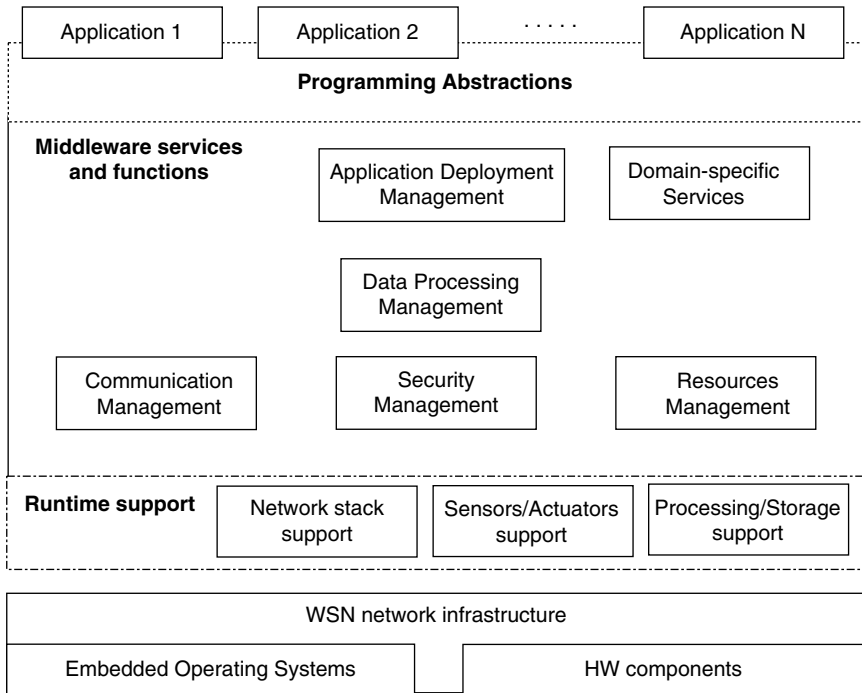 Application 1
Application 2
. . . . .
Application N
Programming Abstractions
Middleware services
and functions
Application Deployment
Management
Domain-specific
Services
Data Processing
Management
Communication
Management
Security
Management
Resources
Management
Runtime support
Network stack
support
Sensors/Actuators
support
Processing/Storage
support
WSN network infrastructure
Embedded Operating Systems
HW components